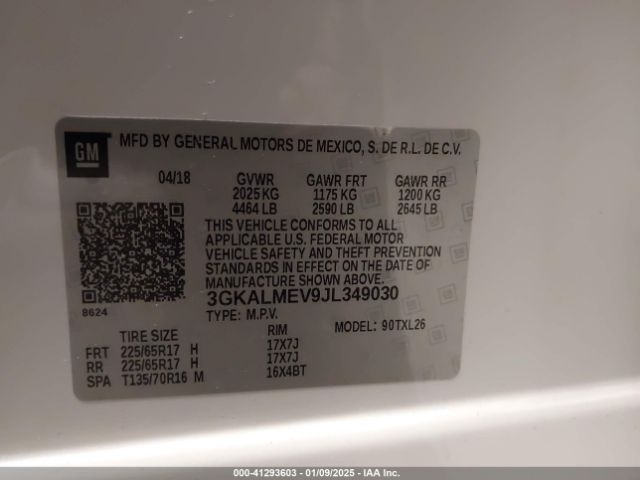 GM
MFD BY GENERAL MOTORS DE MEXICO, S. DE R.L. DE C.V.
04/18 GVWR GAWR FRT GAWR RR
2025 KG 1175 KG 1200 KG
4464 LB 2590 LB 2645 LB
THIS VEHICLE CONFORMS TO ALL
APPLICABLE U.S. FEDERAL MOTOR
VEHICLE SAFETY AND THEFT PREVENTION
STANDARDS IN EFFECT ON THE DATE
OF MANUFACTURE SHOWN ABOVE.
3GKALMEV9JL349030
8624
TYPE: M.P.V. MODEL: 90TXL26
TIRE SIZE RIM
FRT 225/65R17 H 17X7J
RR 225/65R17 H 17X7J
SPA T135/70R16 M 16X4BT
000-41293603 - 01/09/2025 - IAA Inc.